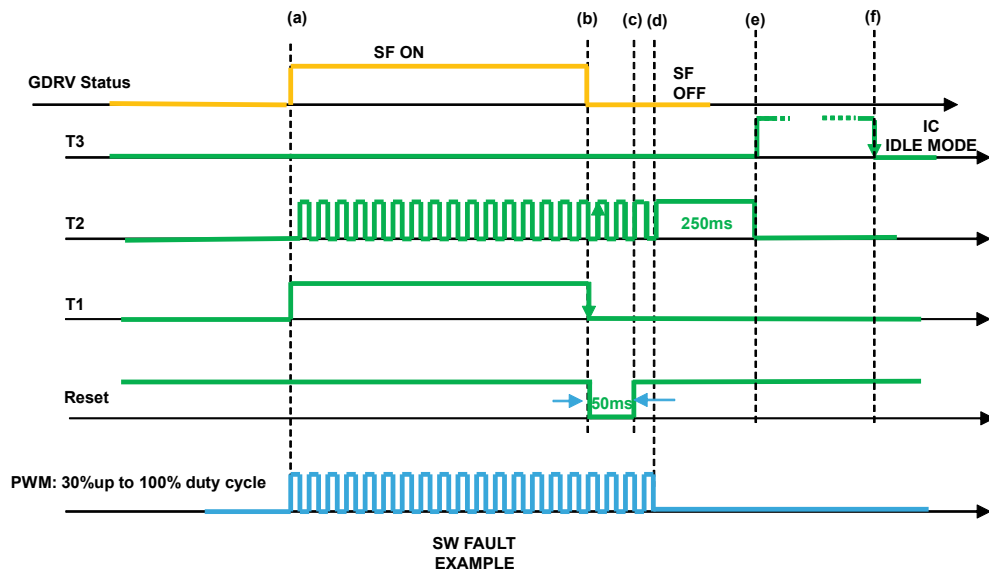 (a)
(b)
(c)
(d)
(e)
(f)
SF ON
GDRV Status
SF
OFF
T3
IC
IDLE MODE
T2
250ms
T1
Reset
50ms
PWM: 30%up to 100% duty cycle
SW FAULT
EXAMPLE